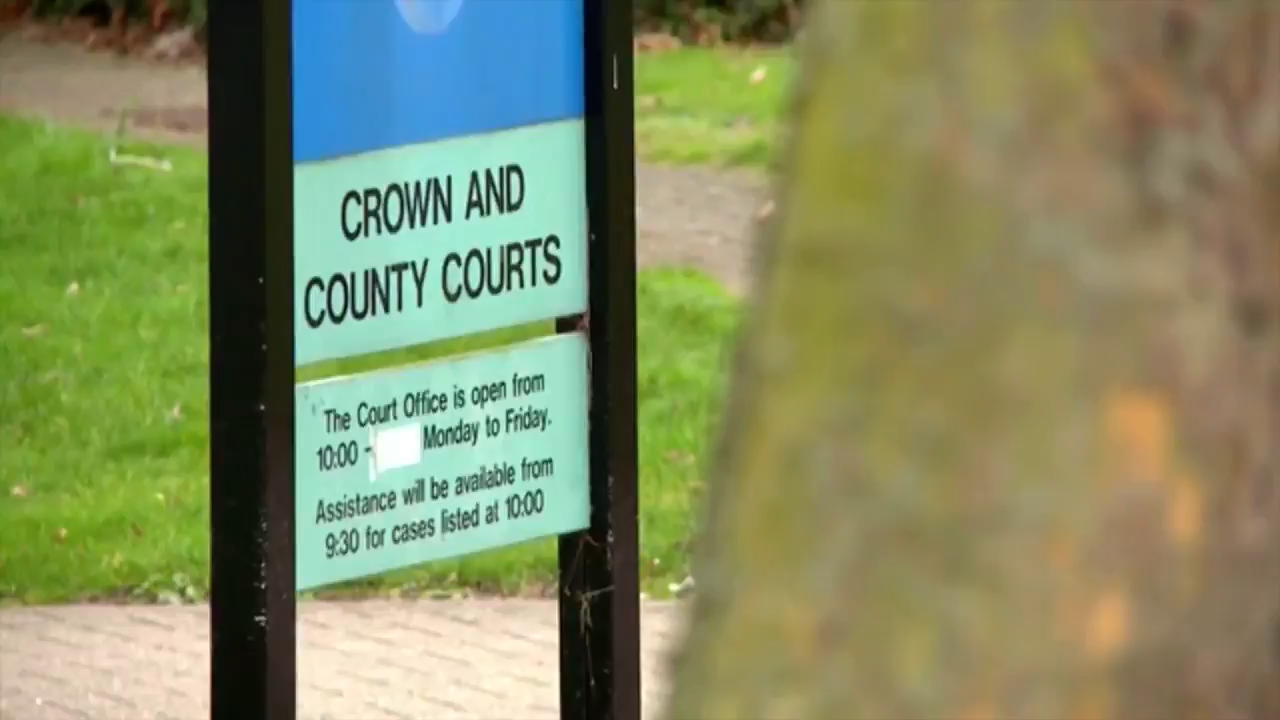 CROWN AND
COUNTY COURTS
The Court Office is open from
10:00 - Monday to Friday.
Assistance will be available from
9:30 for cases listed at 10:00